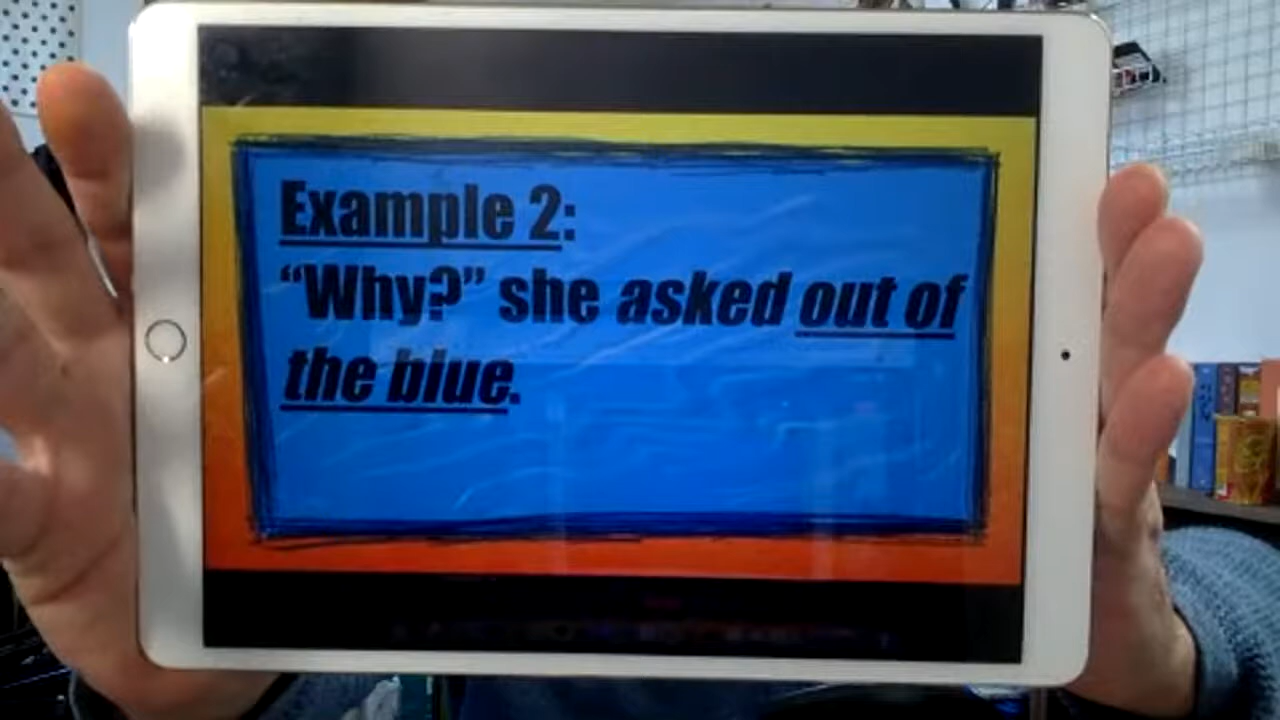 Example 2:
“Why?” she asked out of
the blue.